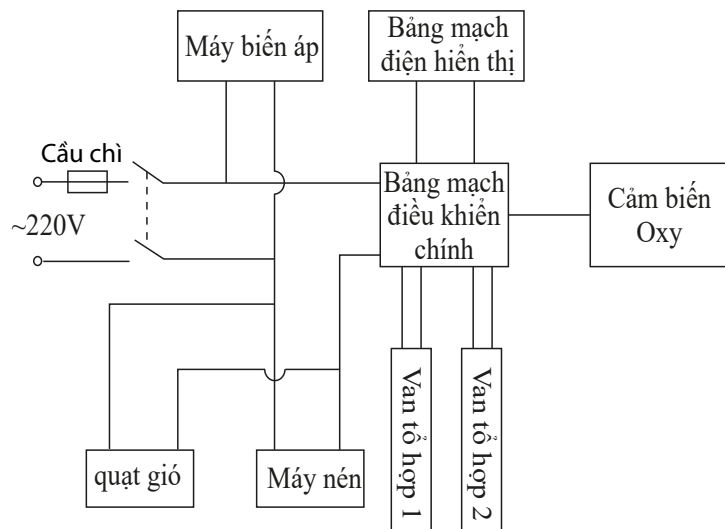 Máy biến áp
Bảng mạch
điện hiển thị
Cầu chì
~220V
Bảng mạch
điều khiển
chính
Cảm biến
Oxy
quạt gió
Máy nén
Van tổ hợp 1
Van tổ hợp 2